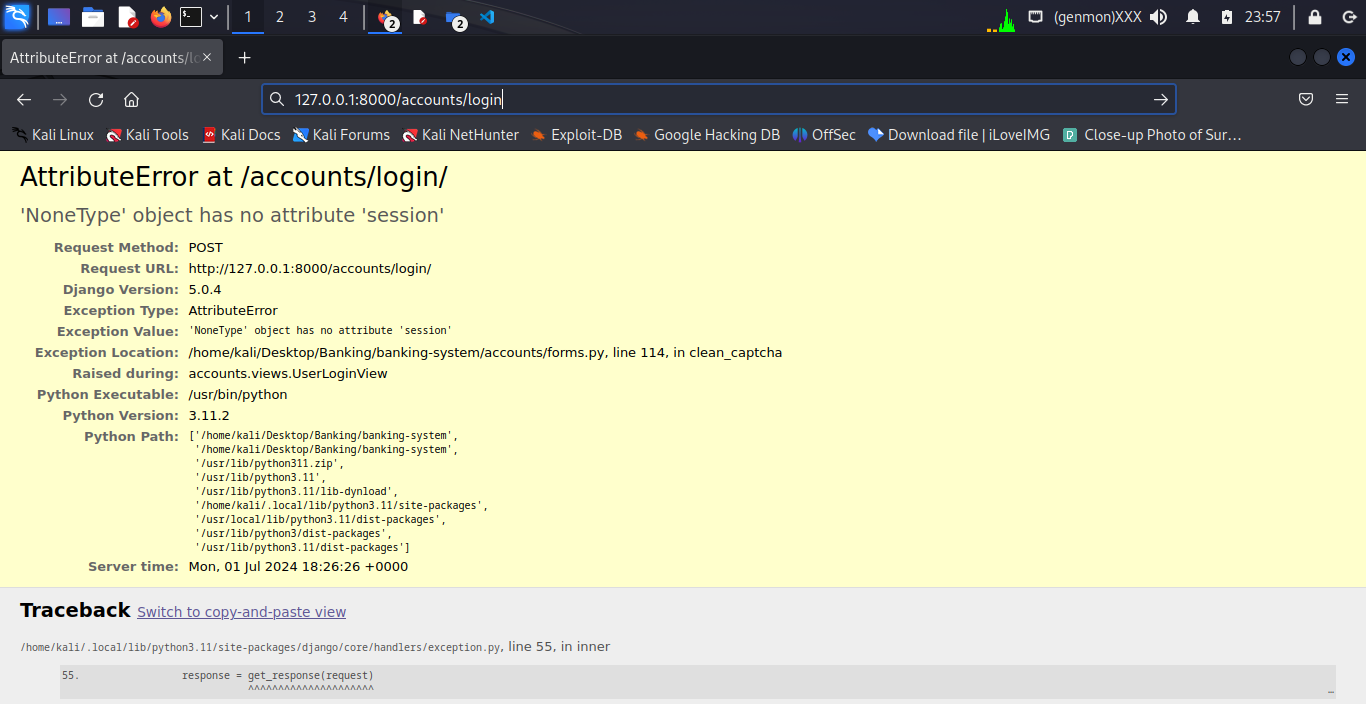 1 2 3 4 2 2 (genmon)XXX 23:57
AttributeError at /accounts/lo
127.0.0.1:8000/accounts/login
Kali Linux Kali Tools Kali Docs Kali Forums Kali NetHunter Exploit-DB Google Hacking DB OffSec Download file | iLoveIMG Close-up Photo of Sur…
AttributeError at /accounts/login/
'NoneType' object has no attribute 'session'
Request Method: POST
Request URL: http://127.0.0.1:8000/accounts/login/
Django Version: 5.0.4
Exception Type: AttributeError
Exception Value: 'NoneType' object has no attribute 'session'
Exception Location: /home/kali/Desktop/Banking/banking-system/accounts/forms.py, line 114, in clean_captcha
Raised during: accounts.views.UserLoginView
Python Executable: /usr/bin/python
Python Version: 3.11.2
Python Path: ['/home/kali/Desktop/Banking/banking-system',
'/home/kali/Desktop/Banking/banking-system',
'/usr/lib/python311.zip',
'/usr/lib/python3.11',
'/usr/lib/python3.11/lib-dynload',
'/home/kali/.local/lib/python3.11/site-packages',
'/usr/local/lib/python3.11/dist-packages',
'/usr/lib/python3/dist-packages',
'/usr/lib/python3.11/dist-packages']
Server time: Mon, 01 Jul 2024 18:26:26 +0000
Traceback Switch to copy-and-paste view
/home/kali/.local/lib/python3.11/site-packages/django/core/handlers/exception.py, line 55, in inner
55. response = get_response(request)
^^^^^^^^^^^^^^^^^^^^^ …